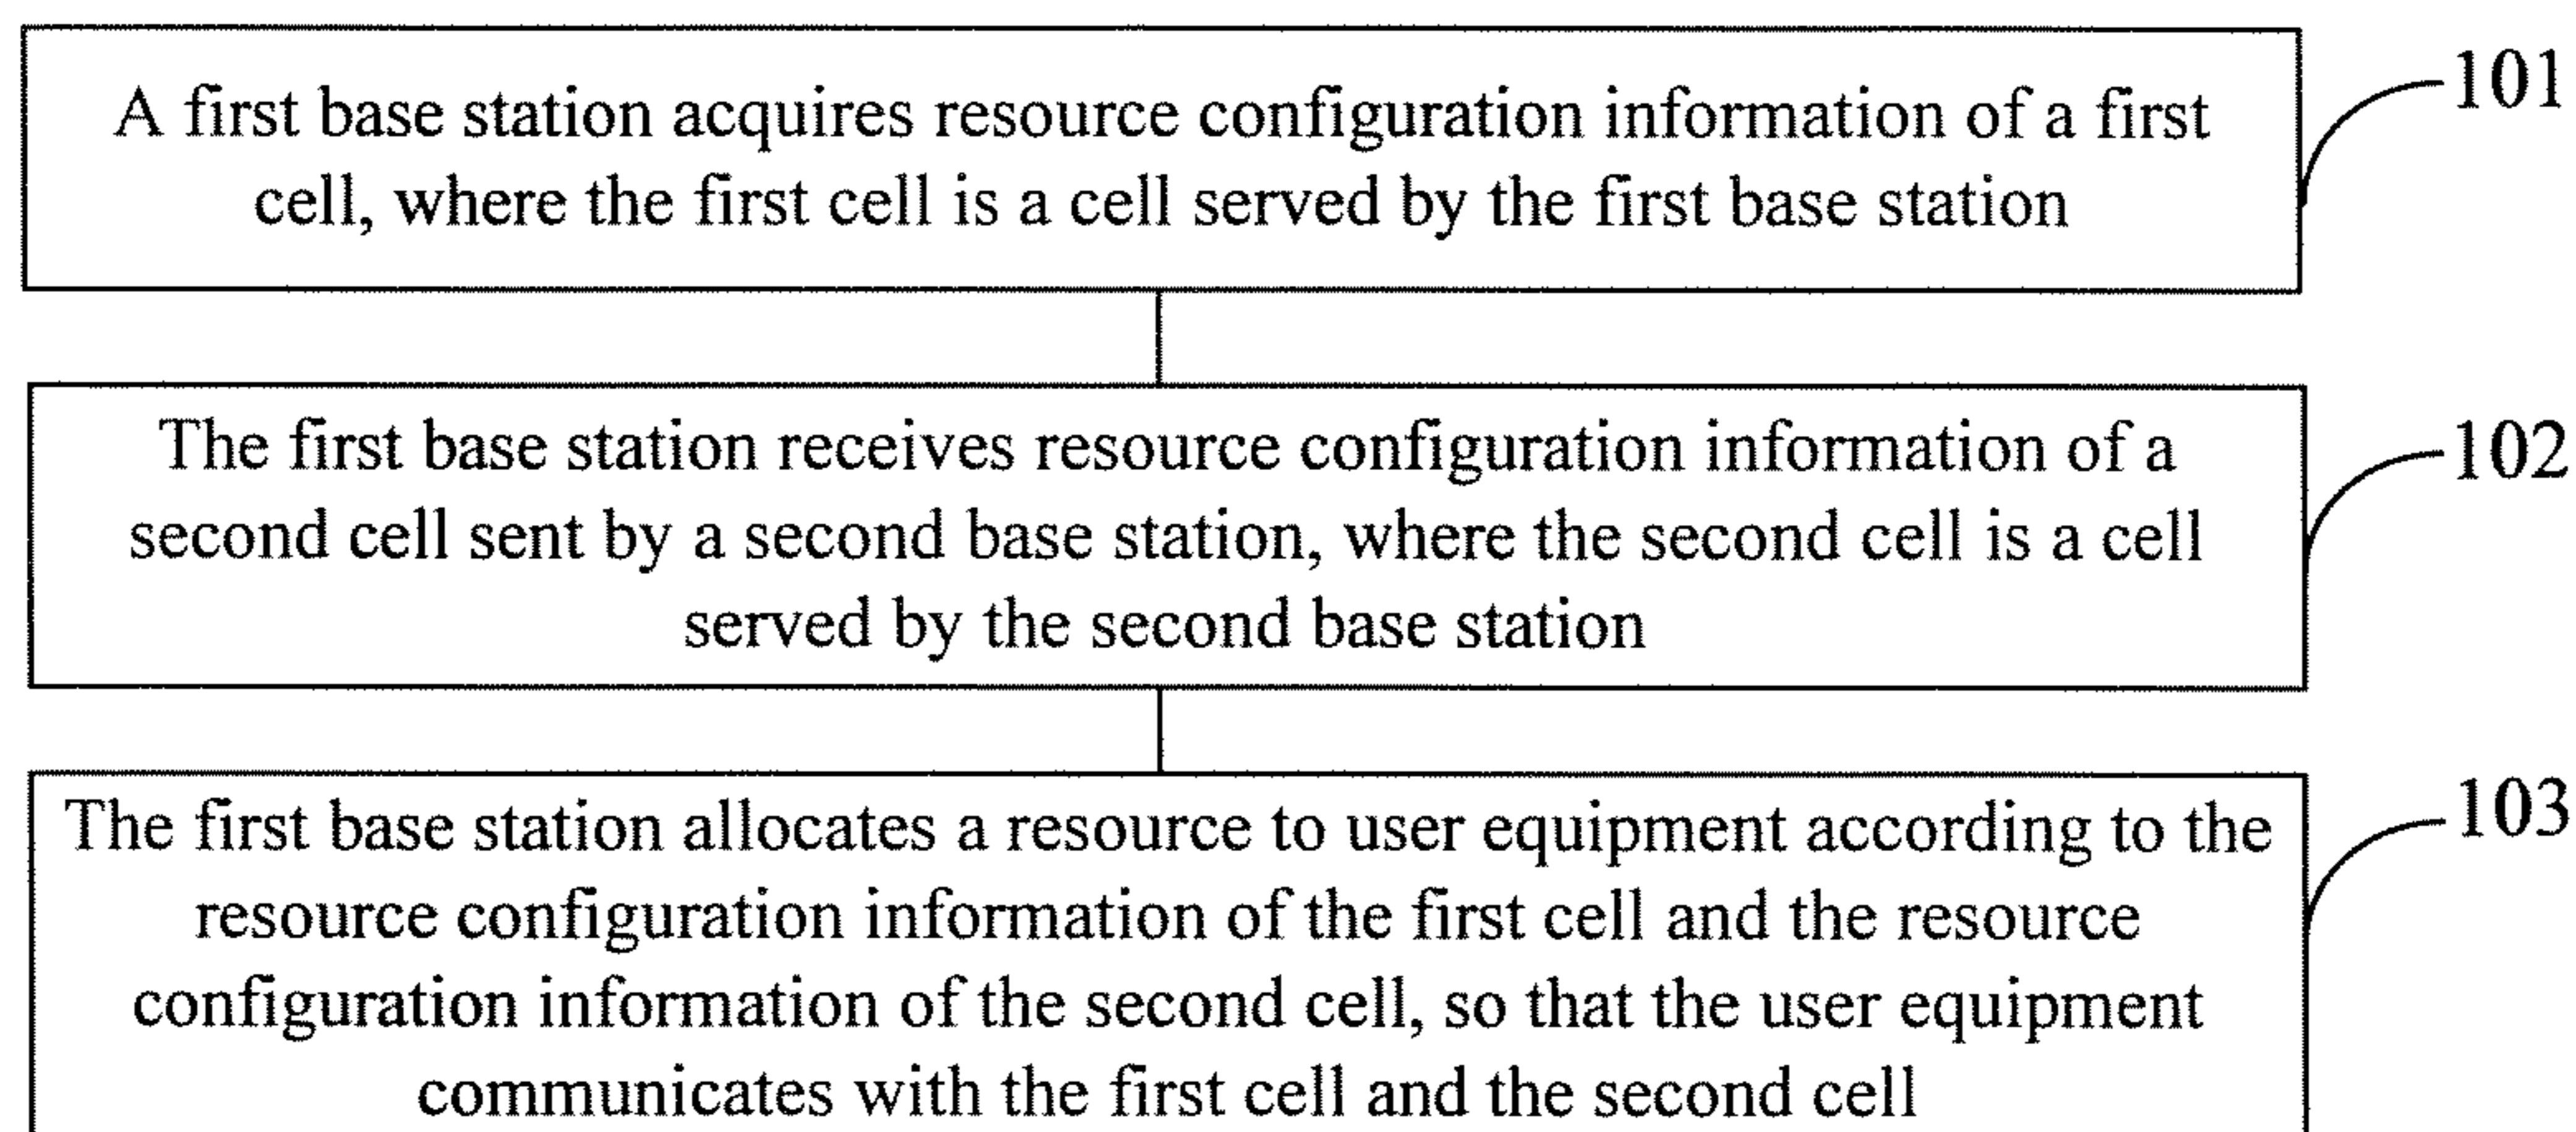 A first base station acquires resource configuration information of a first
cell, where the first cell is a cell served by the first base station
101
The first base station receives resource configuration information of a
second cell sent by a second base station, where the second cell is a cell
served by the second base station
102
The first base station allocates a resource to user equipment according to the
resource configuration information of the first cell and the resource
configuration information of the second cell, so that the user equipment
communicates with the first cell and the second cell
103